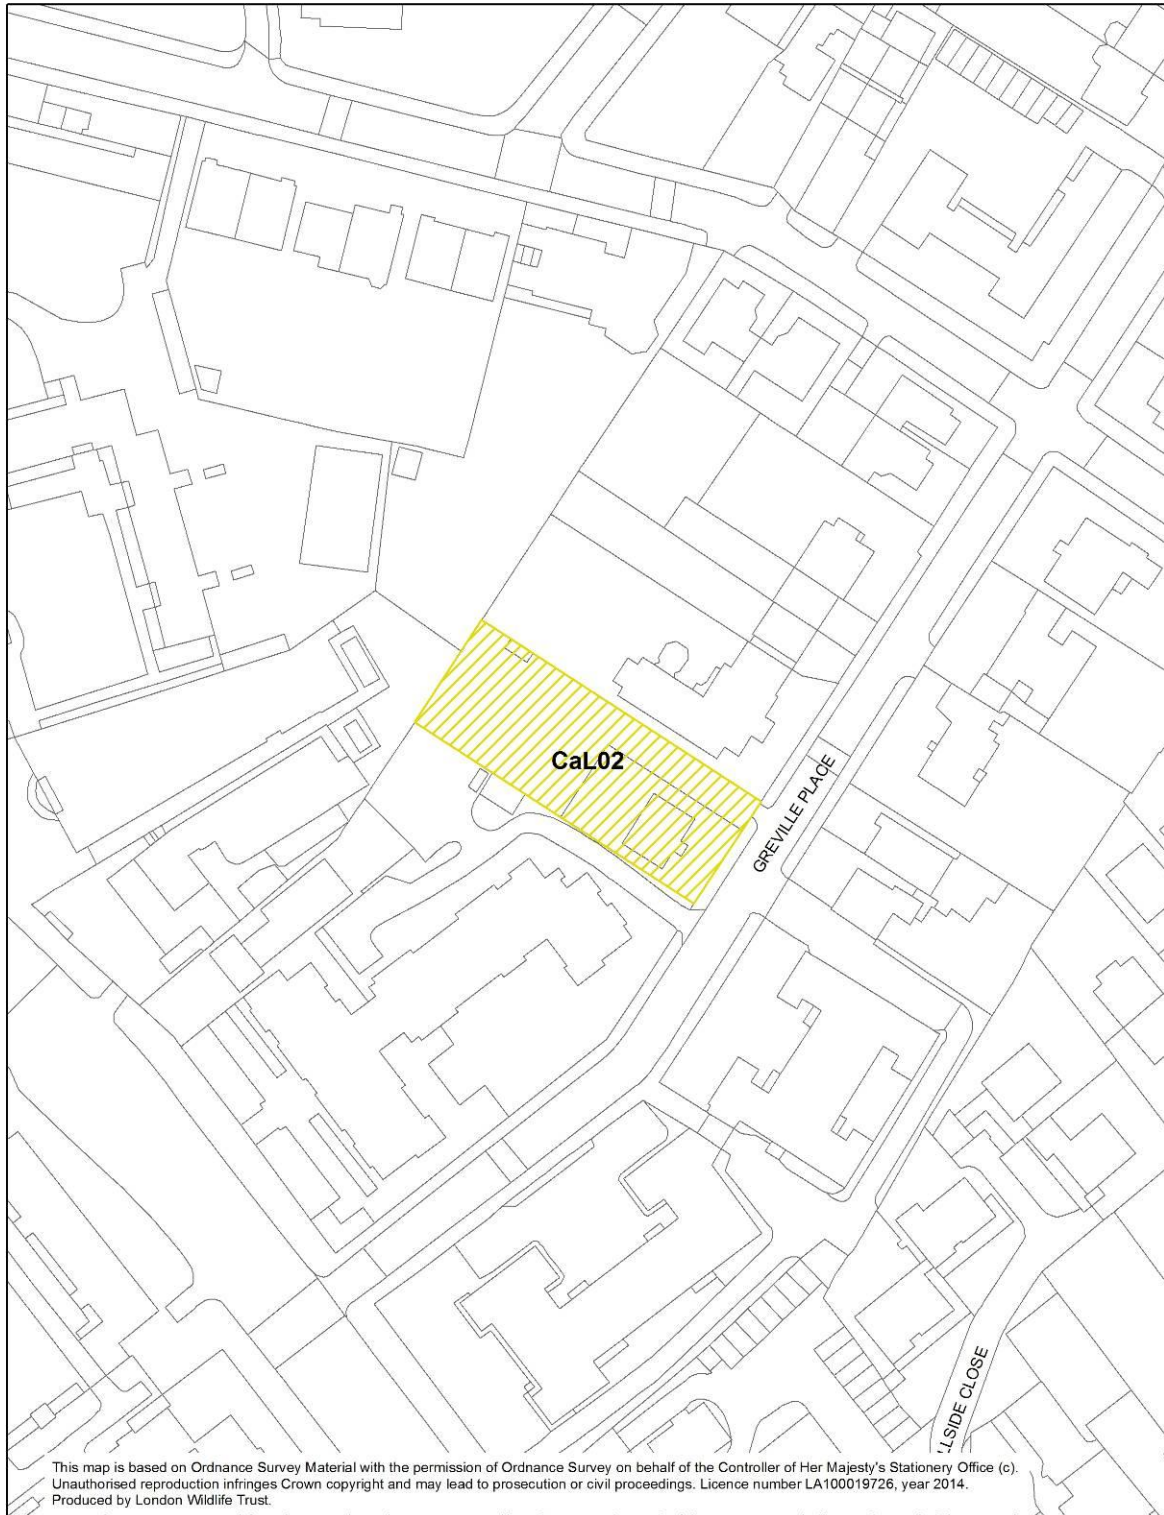 CaL02
GREVILLE PLACE
LLSIDE CLOSE
This map is based on Ordnance Survey Material with the permission of Ordnance Survey on behalf of the Controller of Her Majesty's Stationery Office (c).
Unauthorised reproduction infringes Crown copyright and may lead to prosecution or civil proceedings. Licence number LA100019726, year 2014.
Produced by London Wildlife Trust.